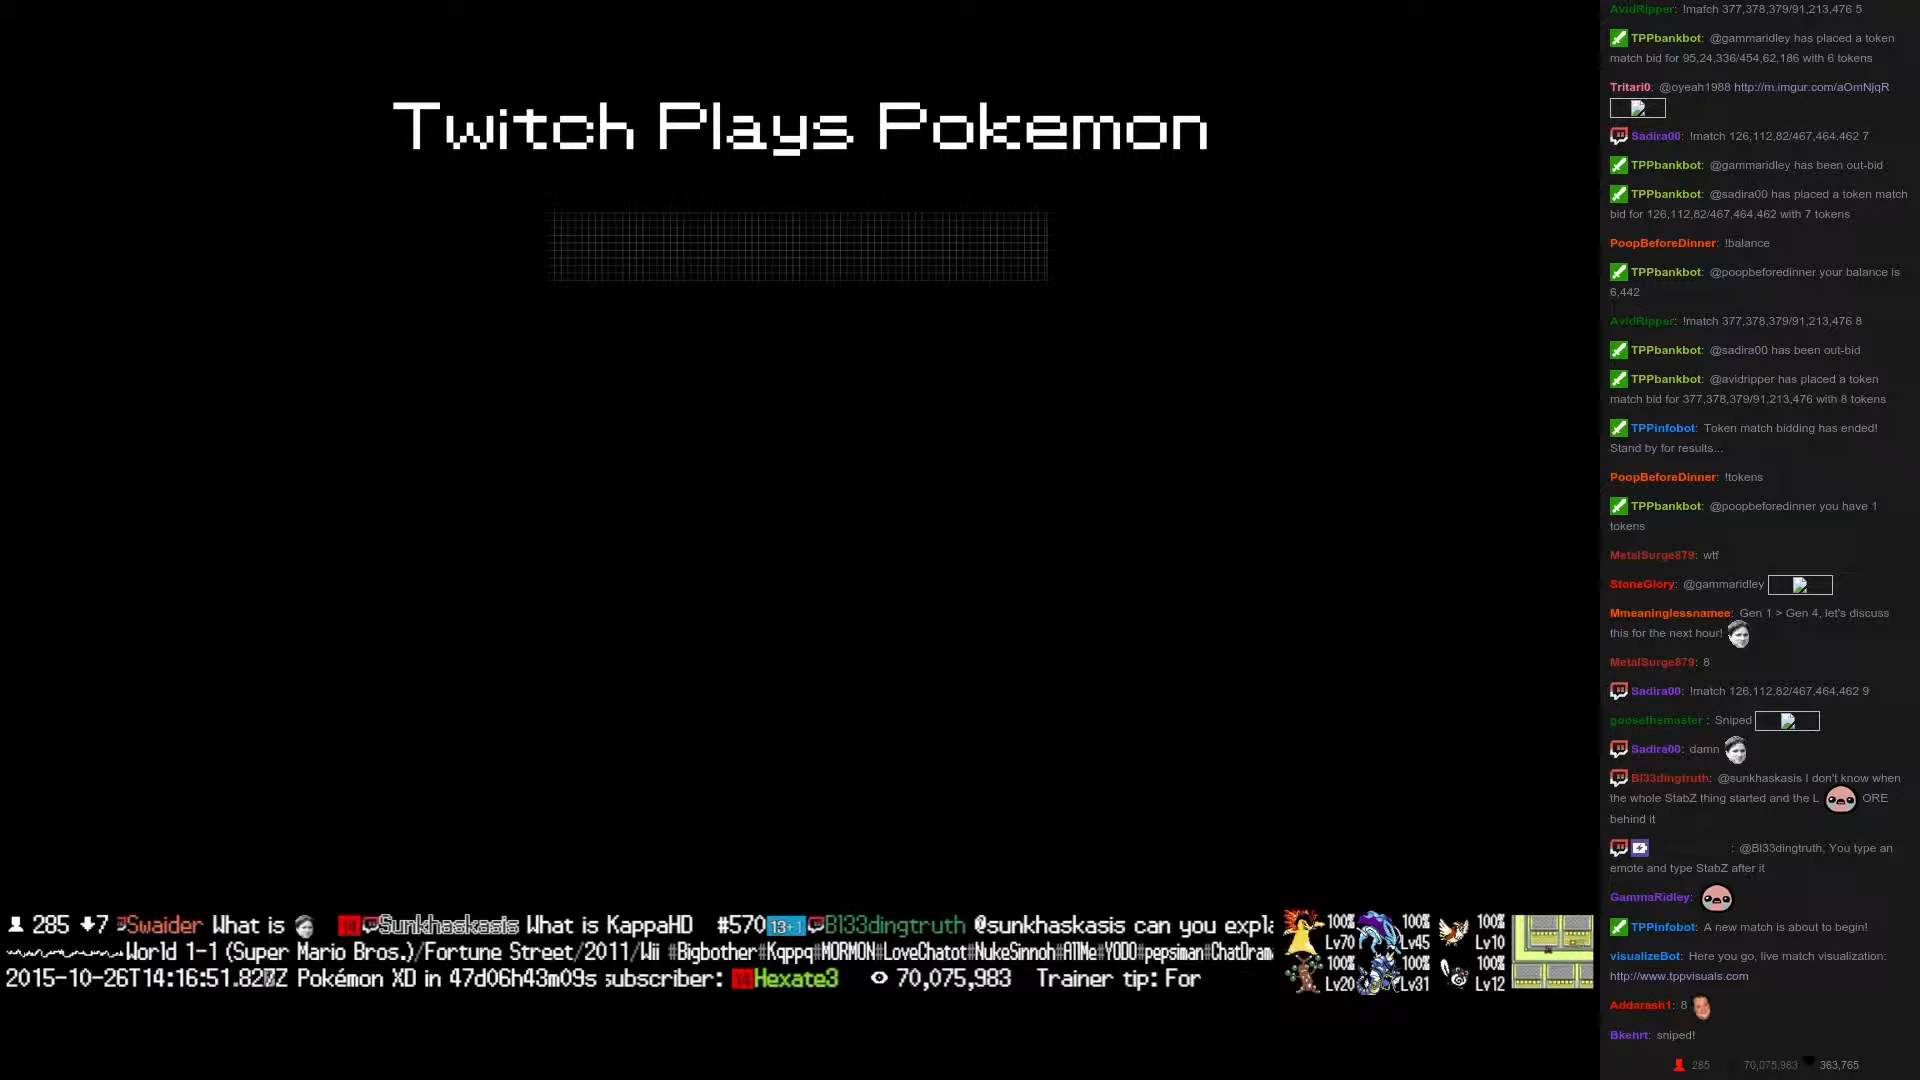 Twitch Plays Pokemon
285 7 Swaider What is 14 Sunkhaskasis What is KappaHD #570 13+1 Bl33dingtruth @sunkhaskasis can you expla
World 1-1 (Super Mario Bros.)/Fortune Street/2011/Wii #Bigbother#Kqppq#MORMON#LoveChatot#NukeSinnoh#ATMe#YODO#pepsiman#ChatDram
2015-10-26T14:16:51.820Z Pokémon XD in 47d06h43m09s subscriber: 14 Hexate3 70,075,983 Trainer tip: For
100% 100% 100%
Lv70 Lv45 Lv10
100% 100% 100%
Lv20 Lv31 Lv12
AvidRipper: !match 377,378,379/91,213,476 5
TPPbankbot: @gammaridley has placed a token
match bid for 95,24,336/454,62,186 with 6 tokens
Tritari0: @oyeah1988 http://m.imgur.com/aOmNjqR
Sadira00: !match 126,112,82/467,464,462 7
TPPbankbot: @gammaridley has been out-bid
TPPbankbot: @sadira00 has placed a token match
bid for 126,112,82/467,464,462 with 7 tokens
PoopBeforeDinner: !balance
TPPbankbot: @poopbeforedinner your balance is
6,442
AvidRipper: !match 377,378,379/91,213,476 8
TPPbankbot: @sadira00 has been out-bid
TPPbankbot: @avidripper has placed a token
match bid for 377,378,379/91,213,476 with 8 tokens
TPPinfobot: Token match bidding has ended!
Stand by for results...
PoopBeforeDinner: !tokens
TPPbankbot: @poopbeforedinner you have 1
tokens
MetalSurge879: wtf
StoneGlory: @gammaridley
Mmeaninglessnamee: Gen 1 > Gen 4, let's discuss
this for the next hour!
MetalSurge879: 8
Sadira00: !match 126,112,82/467,464,462 9
goosethemaster : Sniped
Sadira00: damn
Bl33dingtruth: @sunkhaskasis I don't know when
the whole StabZ thing started and the L ORE
behind it
: @Bl33dingtruth, You type an
emote and type StabZ after it
GammaRidley:
TPPinfobot: A new match is about to begin!
visualizeBot: Here you go, live match visualization:
http://www.tppvisuals.com
Addarash1: 8
Bkehrt: sniped!
285 70,075,983 363,765